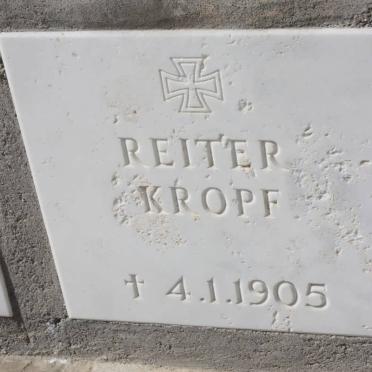 REITER
KROPF
† 4.1.1905